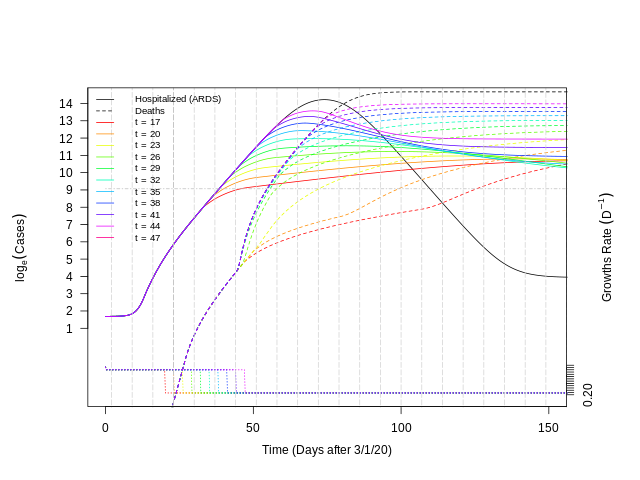 Hospitalized (ARDS)
Deaths
t = 17
t = 20
t = 23
t = 26
t = 29
t = 32
t = 35
t = 38
t = 41
t = 44
t = 47
14
13
12
11
10
9
8
7
6
5
4
3
2
1
logₑ(Cases)
Growths Rate (D⁻¹)
0.20
0 50 100 150
Time (Days after 3/1/20)